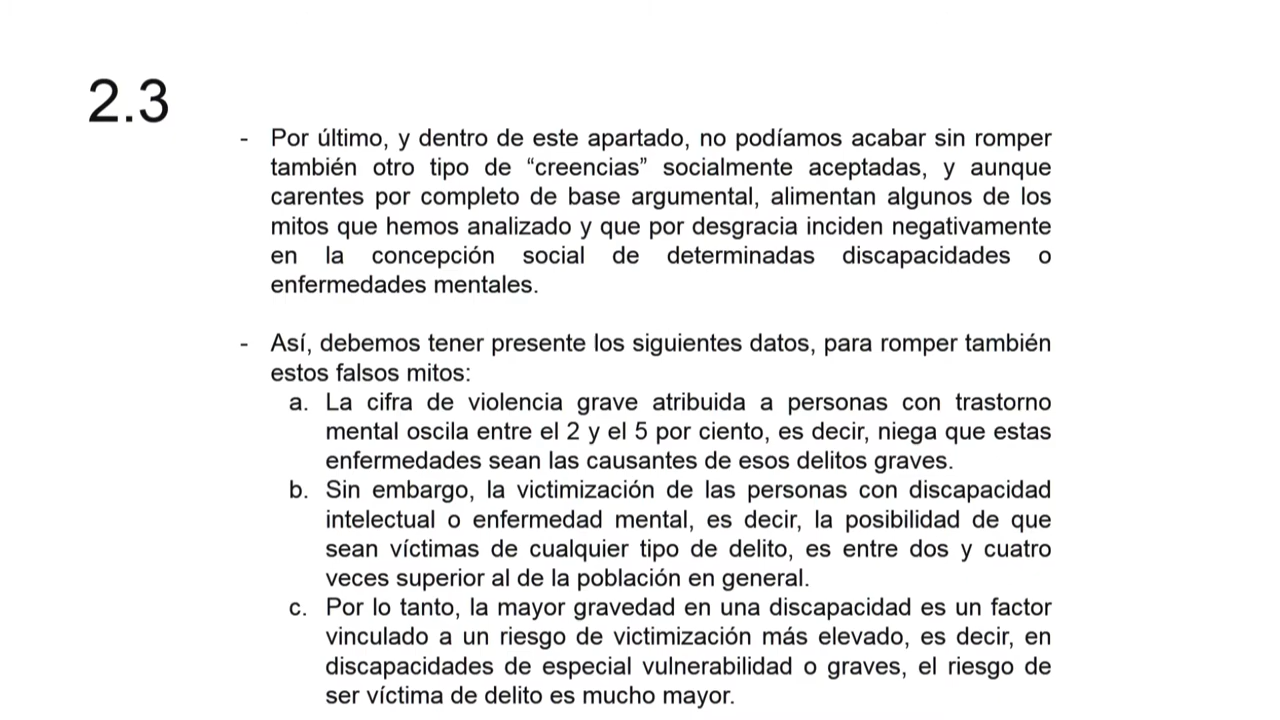 2.3
- Por último, y dentro de este apartado, no podíamos acabar sin romper
también otro tipo de “creencias” socialmente aceptadas, y aunque
carentes por completo de base argumental, alimentan algunos de los
mitos que hemos analizado y que por desgracia inciden negativamente
en la concepción social de determinadas discapacidades o
enfermedades mentales.
- Así, debemos tener presente los siguientes datos, para romper también
estos falsos mitos:
a. La cifra de violencia grave atribuida a personas con trastorno
mental oscila entre el 2 y el 5 por ciento, es decir, niega que estas
enfermedades sean las causantes de esos delitos graves.
b. Sin embargo, la victimización de las personas con discapacidad
intelectual o enfermedad mental, es decir, la posibilidad de que
sean víctimas de cualquier tipo de delito, es entre dos y cuatro
veces superior al de la población en general.
c. Por lo tanto, la mayor gravedad en una discapacidad es un factor
vinculado a un riesgo de victimización más elevado, es decir, en
discapacidades de especial vulnerabilidad o graves, el riesgo de
ser víctima de delito es mucho mayor.